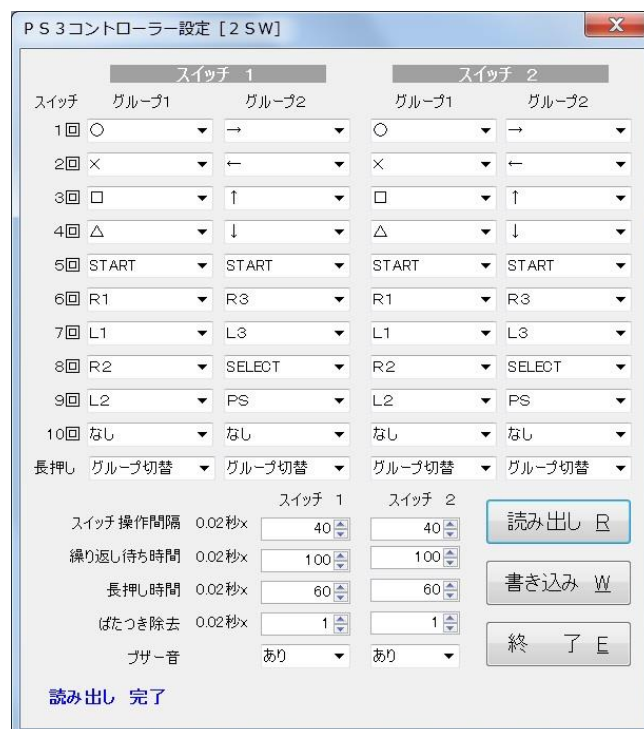 PS3コントローラー設定 [2SW]
X
スイッチ 1 スイッチ 2
スイッチ グループ1 グループ2 グループ1 グループ2
1回 ○ → ○ →
2回 × ← × ←
3回 □ ↑ □ ↑
4回 △ ↓ △ ↓
5回 START START START START
6回 R1 R3 R1 R3
7回 L1 L3 L1 L3
8回 R2 SELECT R2 SELECT
9回 L2 PS L2 PS
10回 なし なし なし なし
長押し グループ切替 グループ切替 グループ切替 グループ切替
スイッチ 1 スイッチ 2
スイッチ操作間隔 0.02秒x 40 40
繰り返し待ち時間 0.02秒x 100 100
長押し時間 0.02秒x 60 60
ばたつき除去 0.02秒x 1 1
ブザー音 あり あり
読み出し R
書き込み W
終 了 E
読み出し 完了